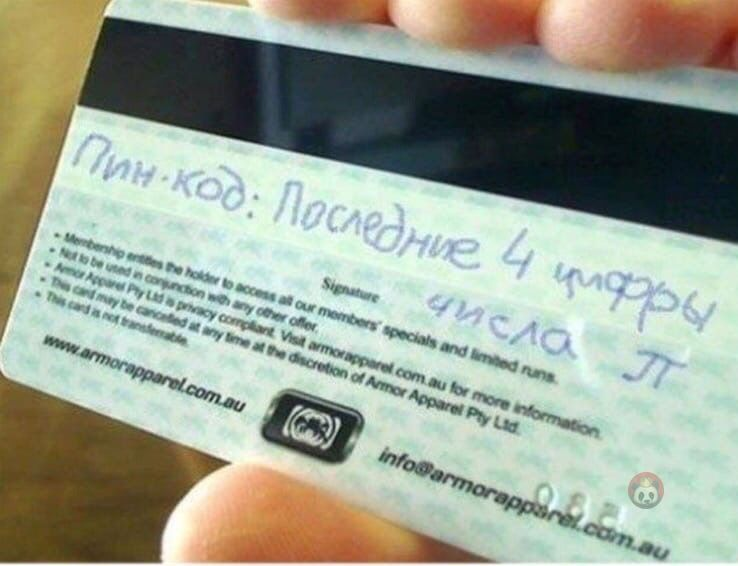 Пин-код: Последние 4 цифры
числа π
Signature
- Membership entitles the holder to access all our members' specials and limited runs.
- Not to be used in conjunction with any other offer.
- Armor Apparel Pty Ltd is privacy compliant. Visit armorapparel.com.au for more information.
- This card may be cancelled at any time at the discretion of Armor Apparel Pty Ltd.
- This card is not transferrable.
www.armorapparel.com.au
info@armorapparel.com.au